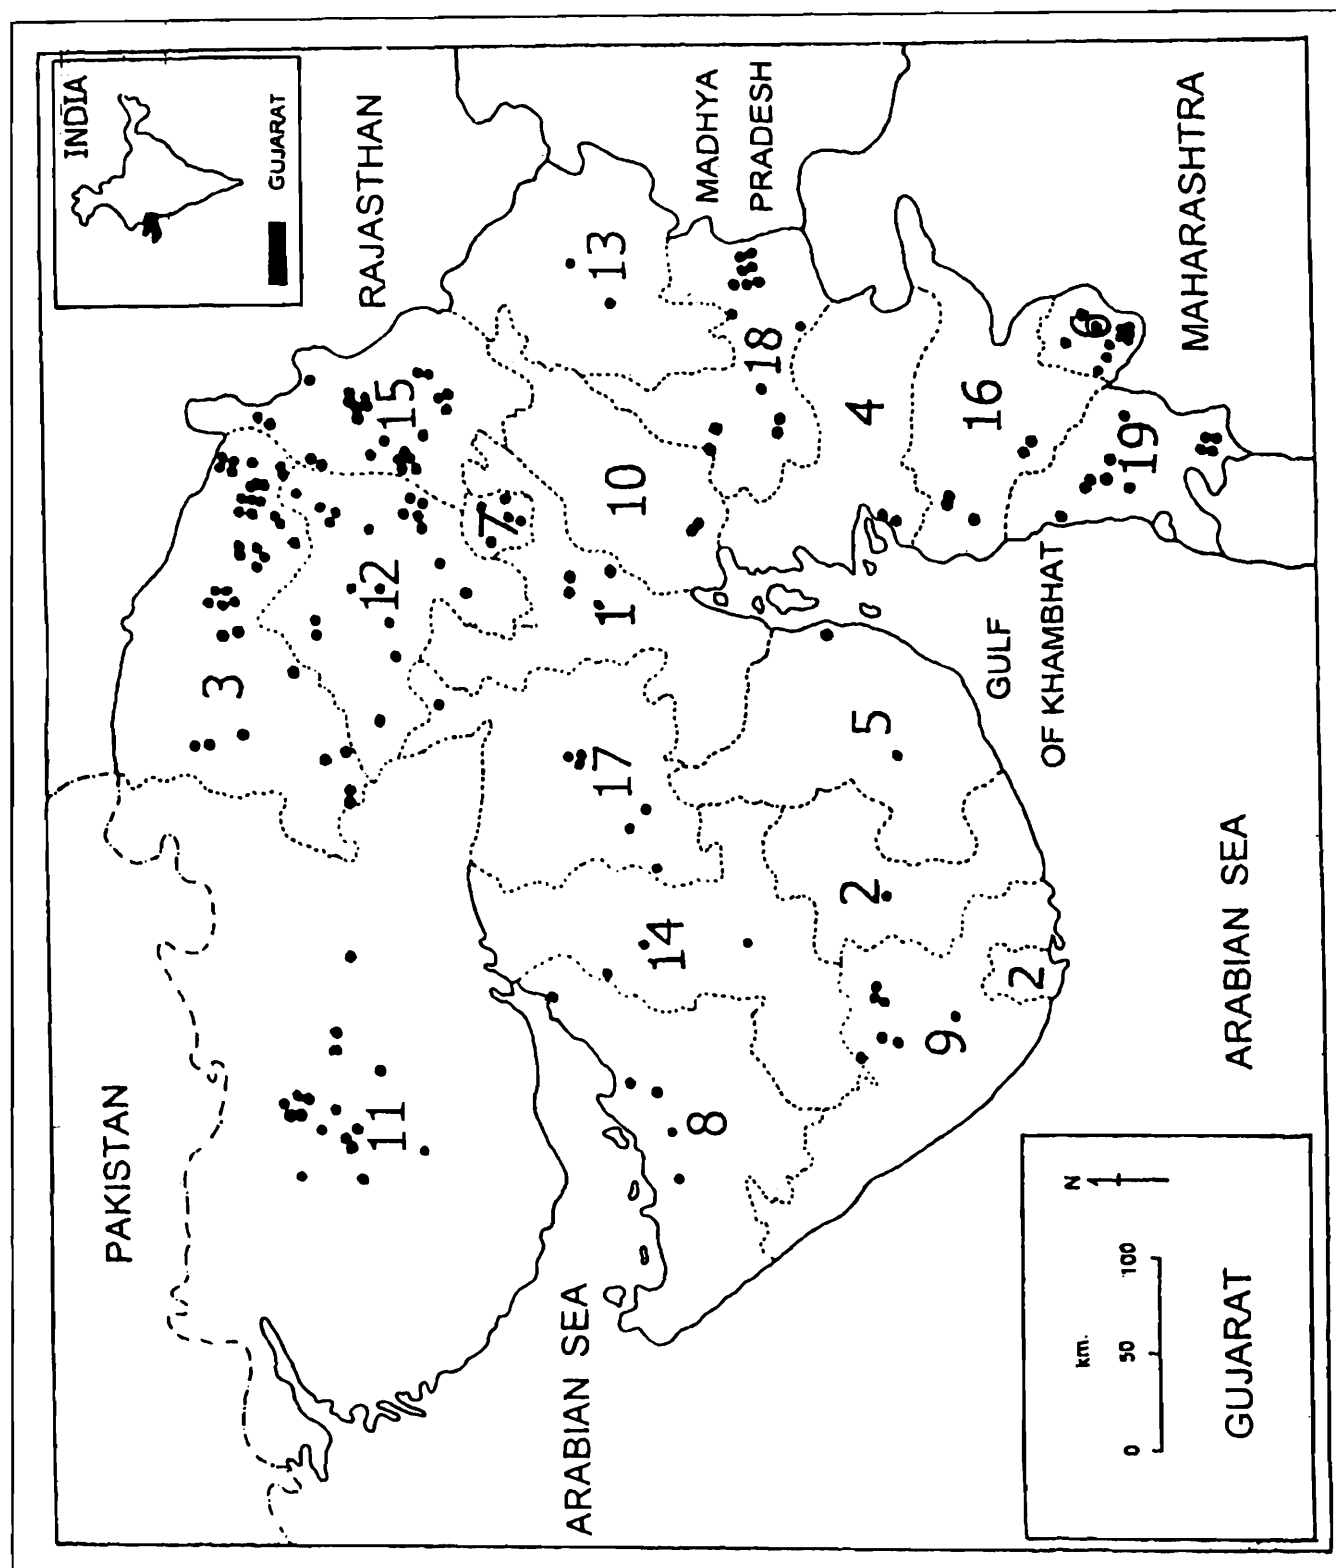 INDIA
GUJARAT
RAJASTHAN
MADHYA
PRADESH
MAHARASHTRA
PAKISTAN
ARABIAN SEA
GULF
OF KHAMBHAT
ARABIAN SEA
3
15
12
7
13
11
1
10
18
17
14
8
4
5
2
9
2
16
6
19
N
km.
0 50 100
GUJARAT